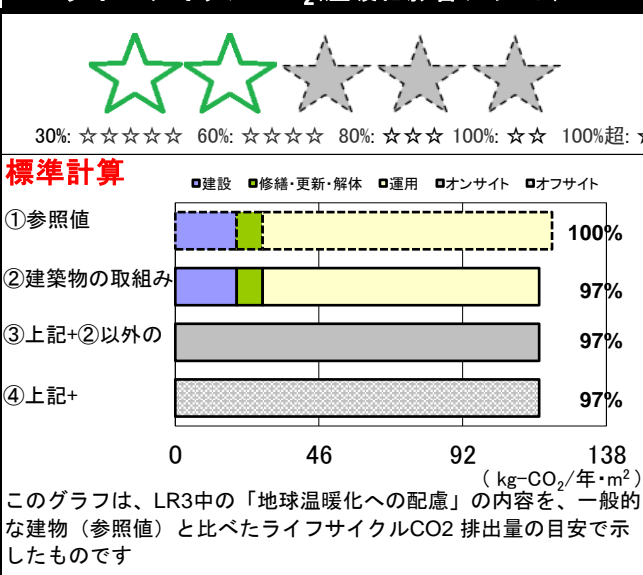 30%: ☆☆☆☆☆ 60%: ☆☆☆☆ 80%: ☆☆☆ 100%: ☆☆ 100%超:
標準計算
■建設 ■修繕・更新・解体 ■運用 ■オンサイト ■オフサイト
①参照値 100%
②建築物の取組み 97%
③上記+②以外の 97%
④上記+ 97%
0 46 92 138
( kg-CO₂/年・m²)
このグラフは、LR3中の「地球温暖化への配慮」の内容を、一般的
な建物（参照値）と比べたライフサイクルCO2 排出量の目安で示
したものです